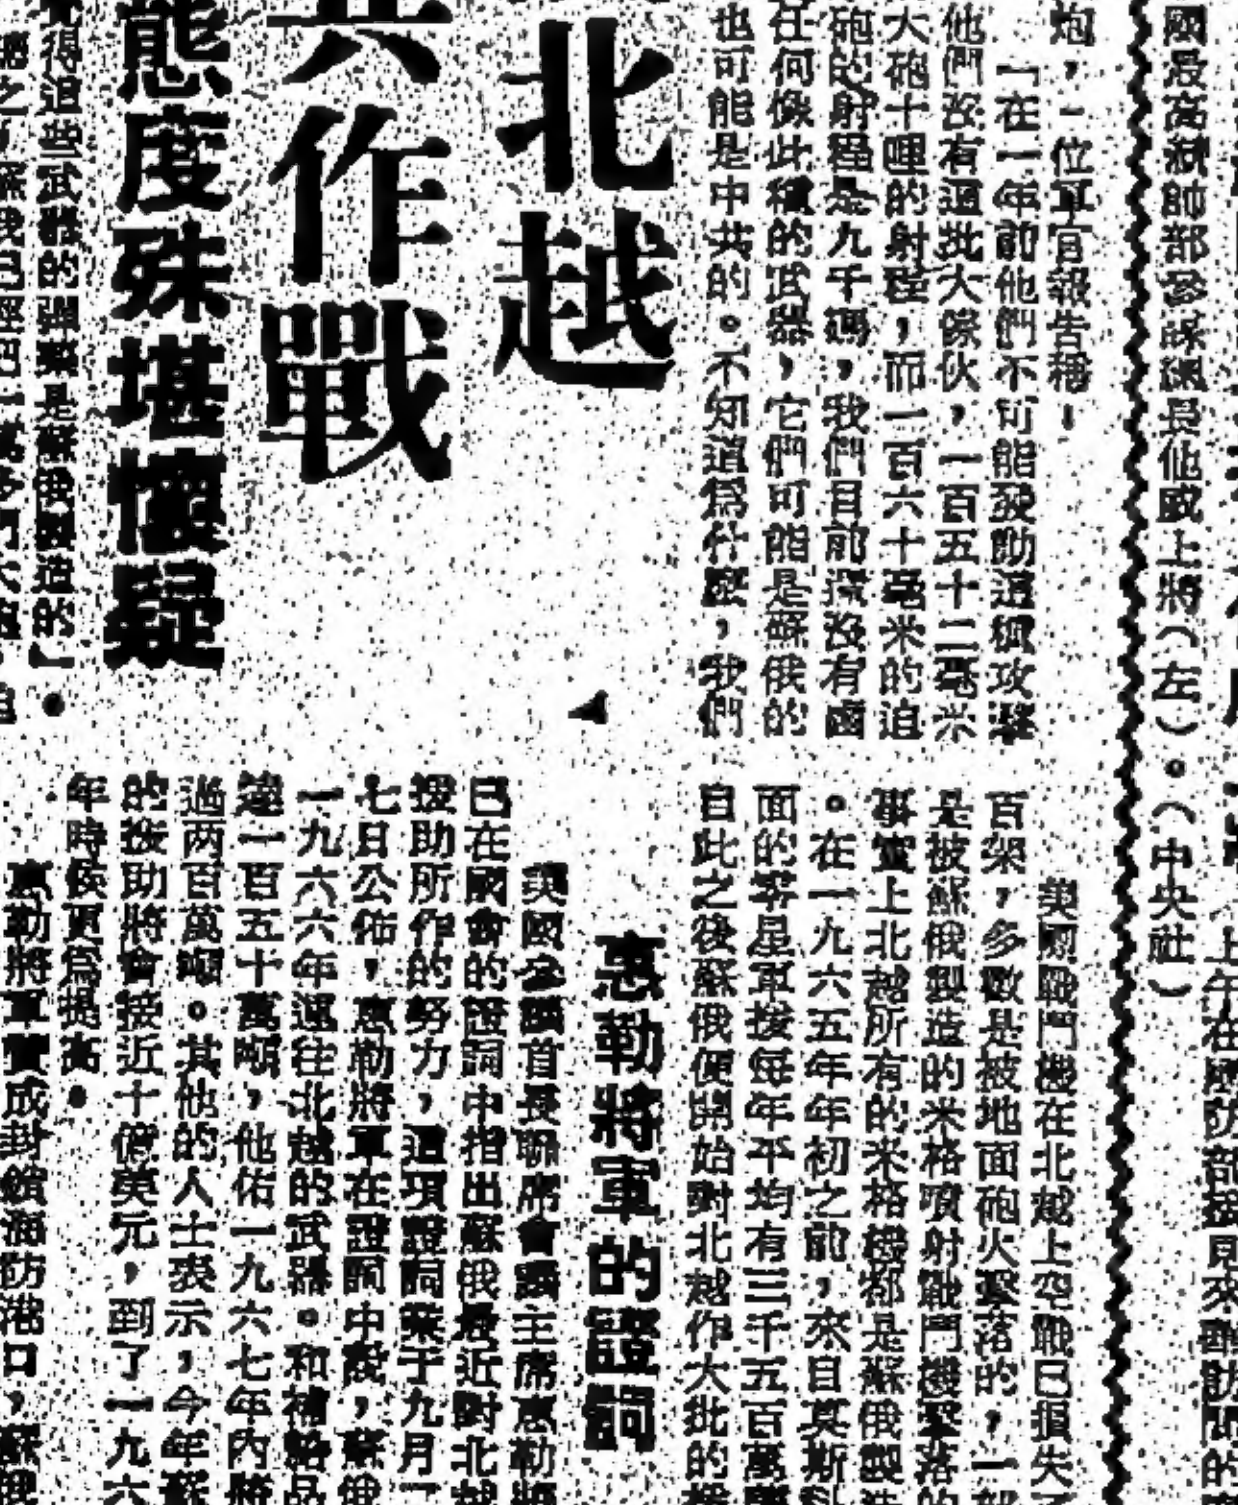 國最高統帥部參謀總長他威上將(左)。(中央社)
炮,一位軍官報告稱:
「在一年前他們不可能發動這種攻擊
他們沒有這批大傢伙,一百五十二毫米
大砲十哩的射程,而一百六十毫米的迫
砲的射程是九千碼,我們目前還沒有鹵
任何像此種的武器,它們可能是蘇俄的
也可能是中共的。不知道爲什麼,我們
美國戰鬥機在北越上空戰已損失
百架,多數是被地面砲火擊落的,一部
是被蘇俄製造的米格噴射戰鬥機擊落的
事實上北越所有的米格機都是蘇俄製造
。在一九六五年年初之前,來自莫斯科
面的零星軍援每年平均有三千五百萬
自此之後蘇俄便開始對北越作大批的援
北越
共作戰
態度殊堪懷疑
得這些武器的彈藥是蘇俄製造的」。
惠勒將軍的證詞
美國參謀首長聯席會議主席惠勒將
已在國會的證詞中指出蘇俄最近對北越
援助所作的努力,這項證詞業于九月二
七日公佈,惠勒將軍在證詞中說,蘇俄
一九六六年運往北越的武器。和補給品
達一百五十萬噸,他估一九六七年內將
過两百萬噸。其他的人士表示,今年蘇
的援助將會接近十億美元,到了一九六
年時候更爲提高。
惠勒將軍贊成封鎖海防港口,蘇俄